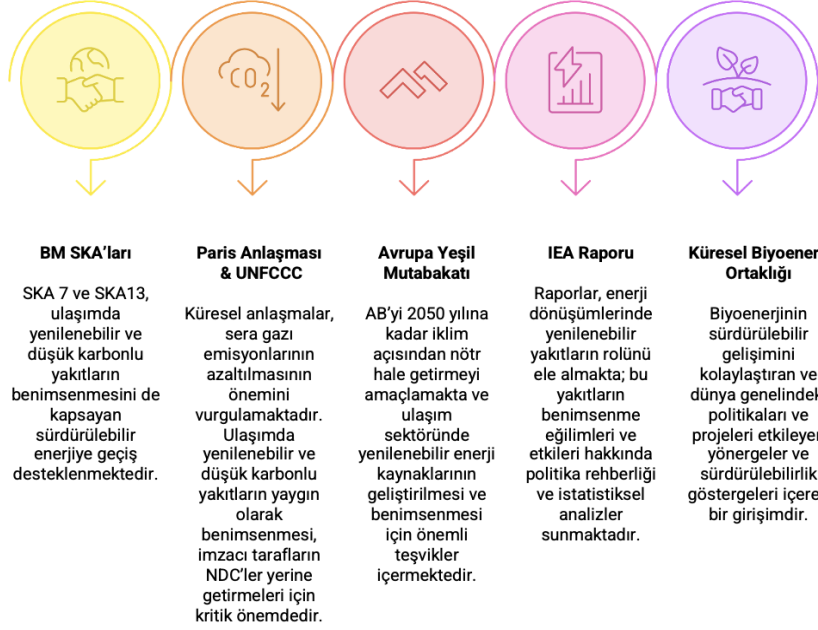 CO2
BM SKA’ları
SKA 7 ve SKA13,
ulaşımda
yenilenebilir ve
düşük karbonlu
yakıtların
benimsenmesini de
kapsayan
sürdürülebilir
enerjiye geçiş
desteklenmektedir.
Paris Anlaşması
& UNFCCC
Küresel anlaşmalar,
sera gazı
emisyonlarının
azaltılmasının
önemini
vurgulamaktadır.
Ulaşımda
yenilenebilir ve
düşük karbonlu
yakıtların yaygın
olarak
benimsenmesi,
imzacı tarafların
NDC’ler yerine
getirmeleri için
kritik önemdedir.
Avrupa Yeşil
Mutabakatı
AB’yi 2050 yılına
kadar iklim
açısından nötr
hale getirmeyi
amaçlamakta ve
ulaşım
sektöründe
yenilenebilir enerji
kaynaklarının
geliştirilmesi ve
benimsenmesi
için önemli
teşvikler
içermektedir.
IEA Raporu
Raporlar, enerji
dönüşümlerinde
yenilenebilir
yakıtların rolünü
ele almakta; bu
yakıtların
benimsenme
eğilimleri ve
etkileri hakkında
politika rehberliği
ve istatistiksel
analizler
sunmaktadır.
Küresel Biyoener
Ortaklığı
Biyoenerjinin
sürdürülebilir
gelişimini
kolaylaştıran ve
dünya genelindek
politikaları ve
projeleri etkileyen
yönergeler ve
sürdürülebilirlik
göstergeleri içere
bir girişimdir.